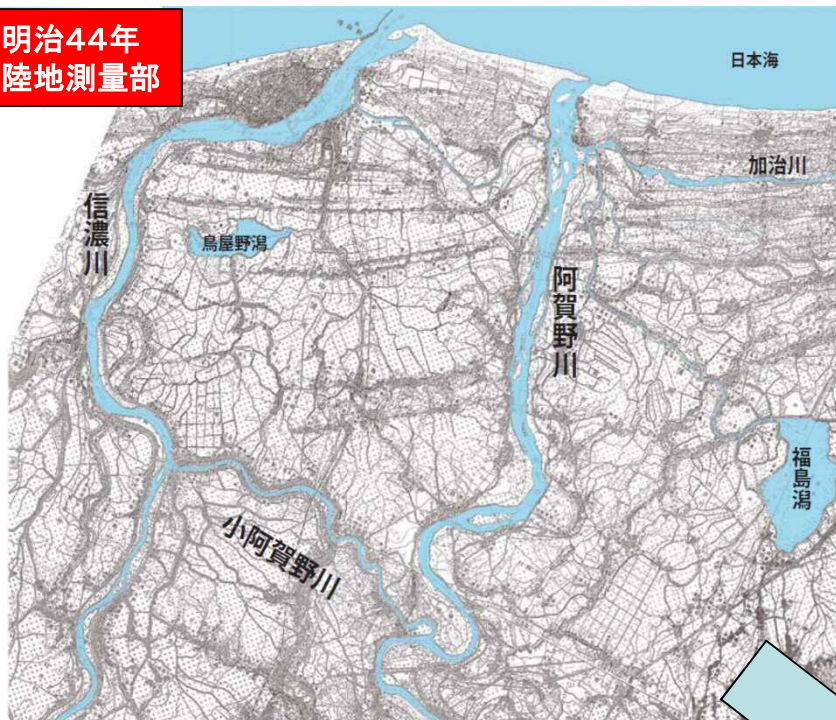 明治44年
陸地測量部
日本海
加治川
信濃川
鳥屋野潟
阿賀野川
福島潟
小阿賀野川